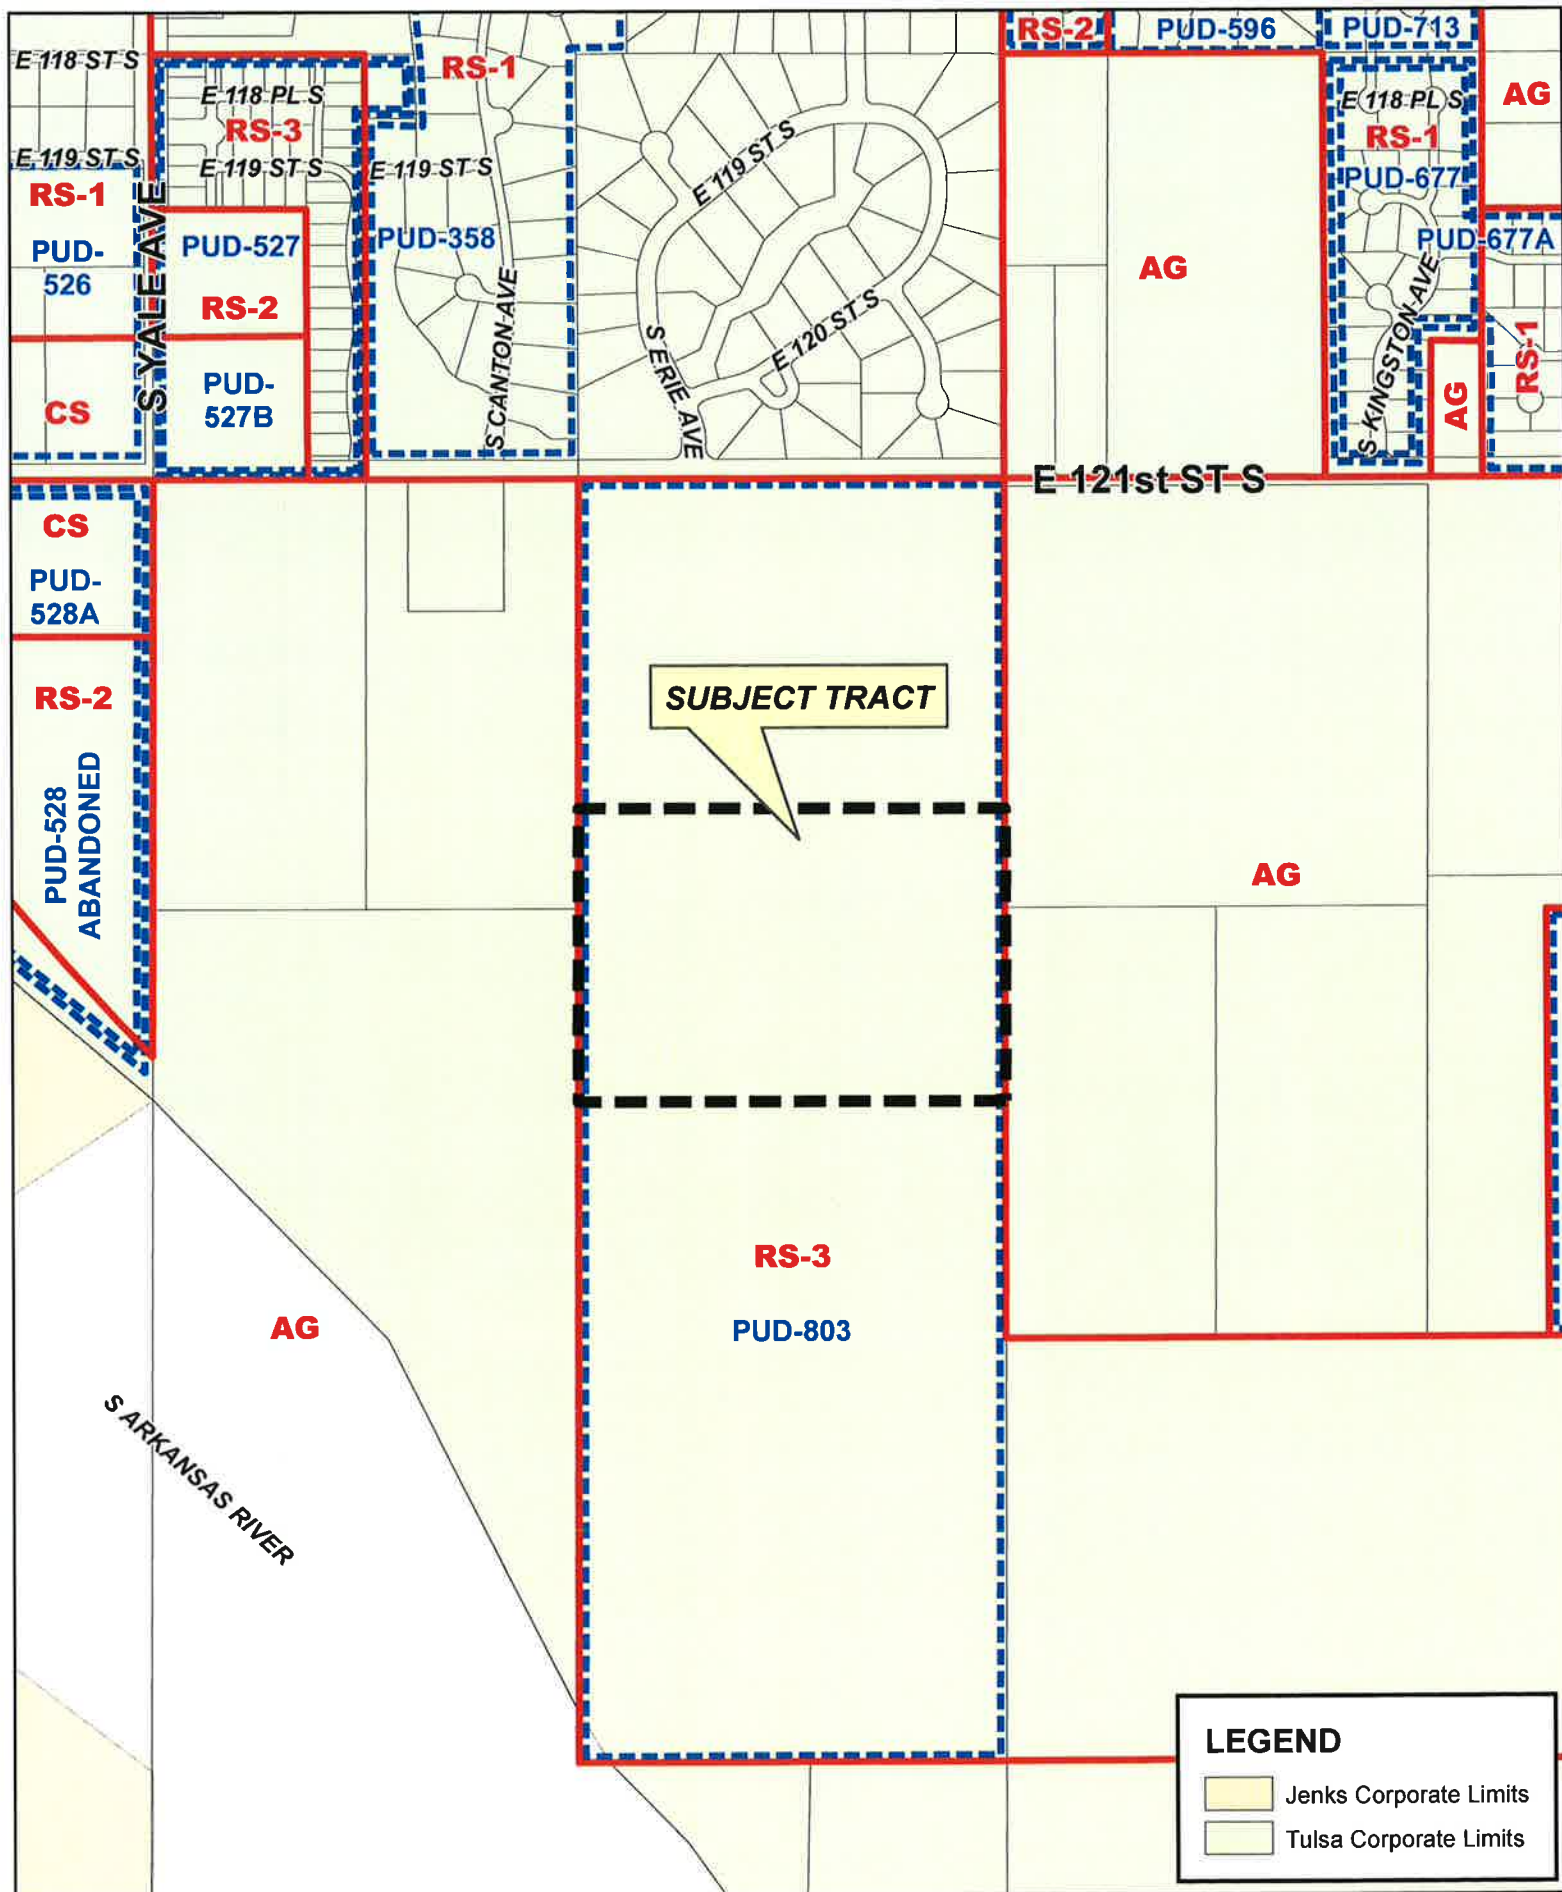 RS-2
PUD-596
PUD-713
E 118 ST S
RS-1
E 118 PL S
E 118 PL S
AG
RS-3
RS-1
E 119 ST S
E 119 ST S
E 119 ST S
E 119 ST S
PUD-677
RS-1
S YALE AVE
PUD-
526
PUD-527
PUD-358
PUD-677A
AG
RS-2
S CANTON AVE
S ERIE AVE
E 120 ST S
S KINGSTON AVE
RS-1
PUD-
527B
CS
AG
E 121st ST S
CS
PUD-
528A
RS-2
SUBJECT TRACT
PUD-528
ABANDONED
AG
RS-3
AG
PUD-803
S ARKANSAS RIVER
LEGEND
Jenks Corporate Limits
Tulsa Corporate Limits